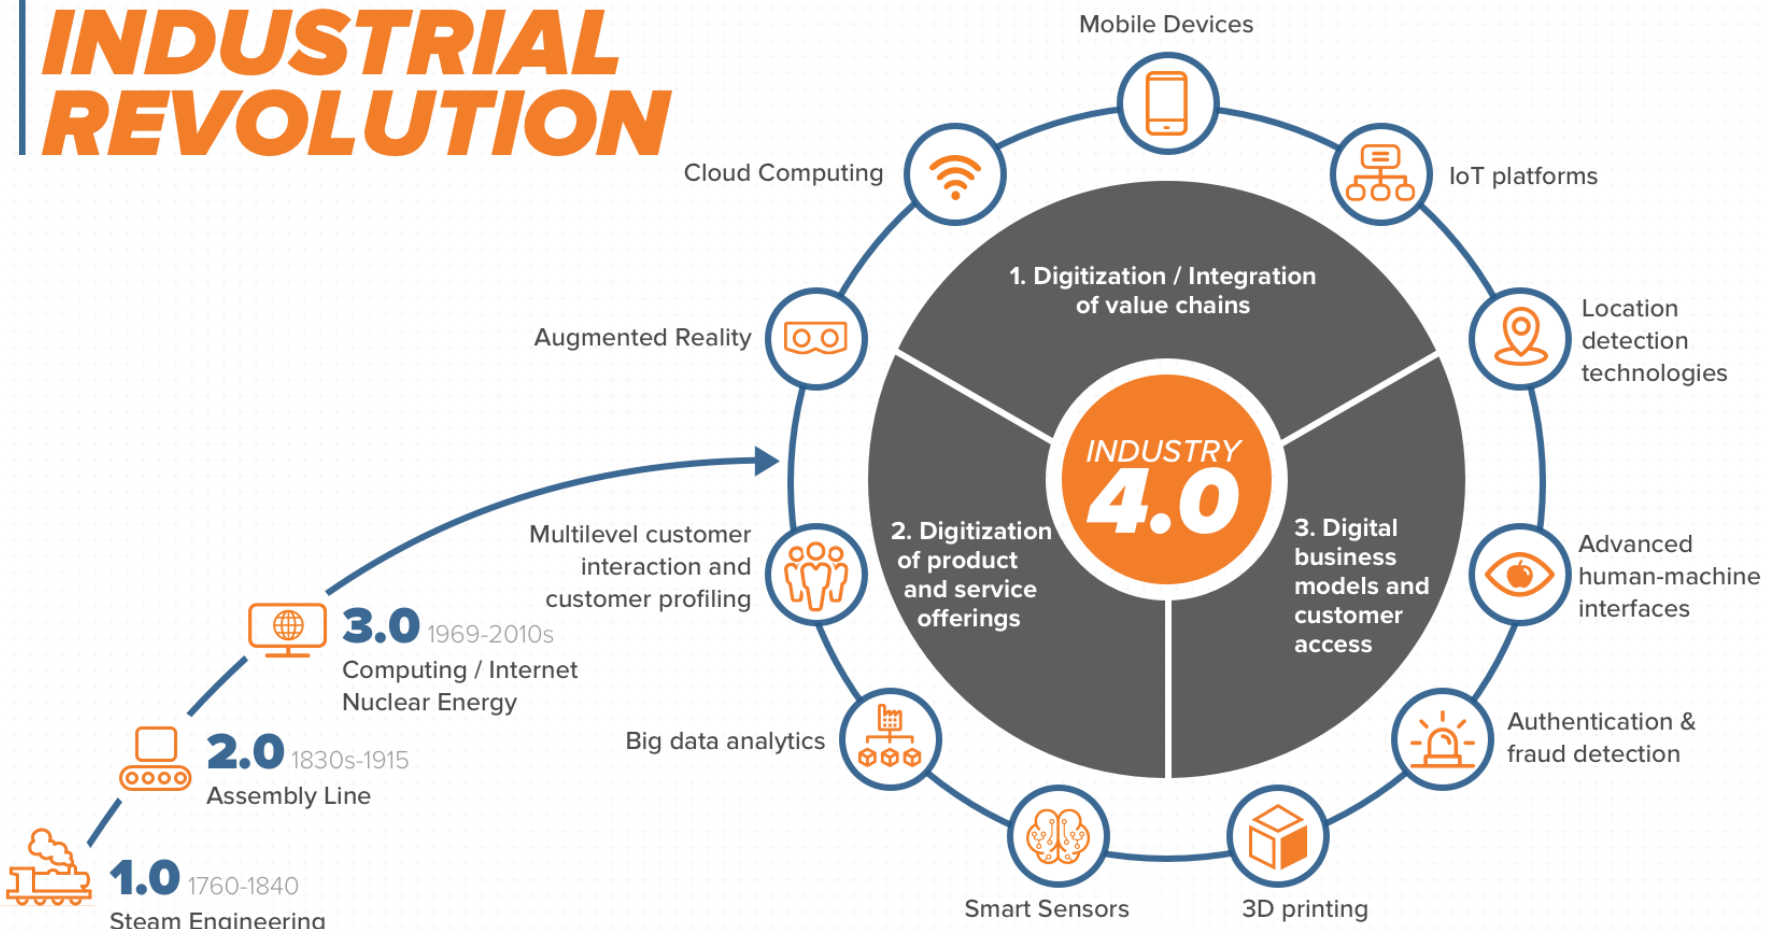 INDUSTRIAL
REVOLUTION
Mobile Devices
Cloud Computing
IoT platforms
Augmented Reality
Location
detection
technologies
1. Digitization / Integration
of value chains
INDUSTRY
4.0
2. Digitization
of product
and service
offerings
3. Digital
business
models and
customer
access
Multilevel customer
interaction and
customer profiling
Advanced
human-machine
interfaces
Big data analytics
Authentication &
fraud detection
Smart Sensors
3D printing
3.0 1969-2010s
Computing / Internet
Nuclear Energy
2.0 1830s-1915
Assembly Line
1.0 1760-1840
Steam Engineering